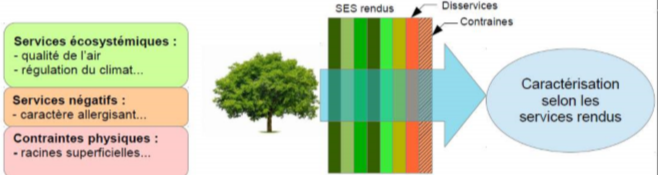 Services écosystémiques :
- qualité de l'air
- régulation du climat...
Services négatifs :
- caractère allergisant...
Contraintes physiques :
- racines superficielles...
SES rendus
Disservices
Contraines
Caractérisation
selon les
services rendus